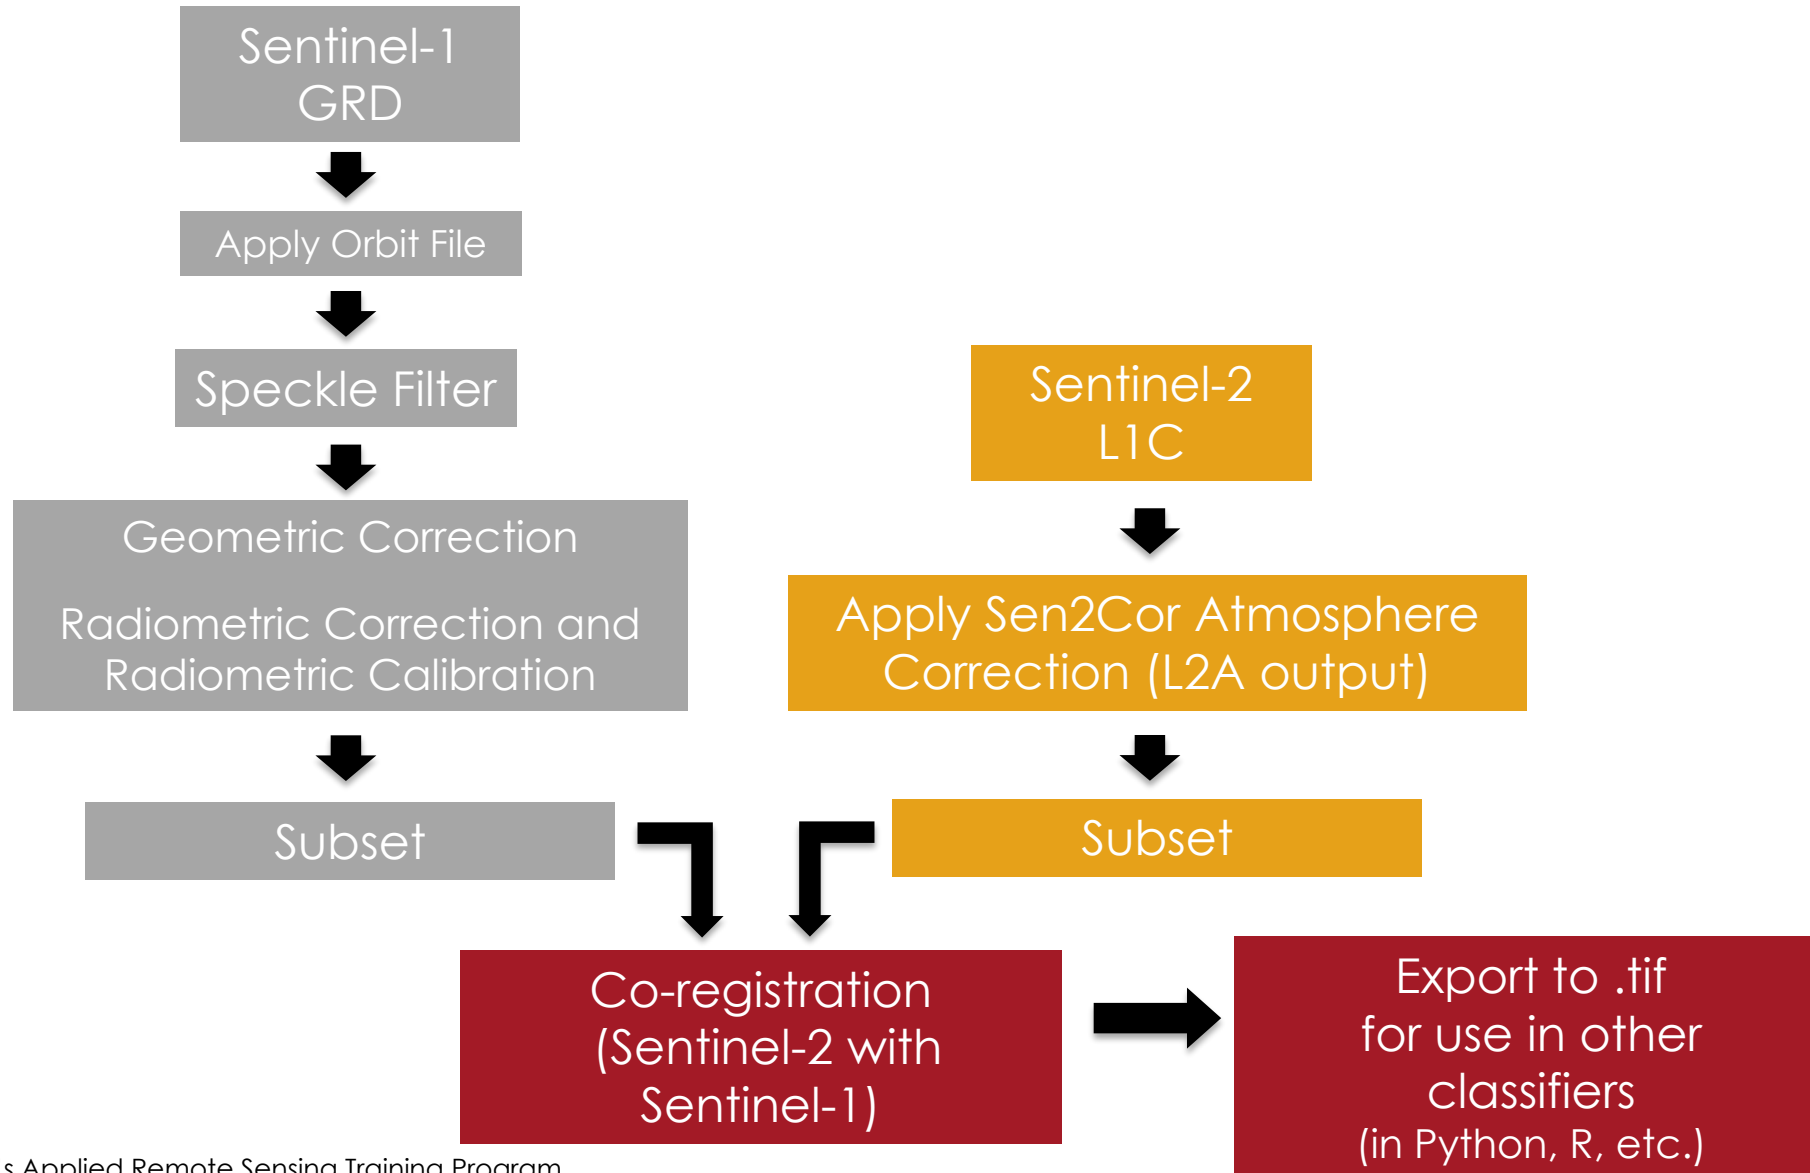 Sentinel-1
GRD
Apply Orbit File
Speckle Filter
Geometric Correction
Radiometric Correction and
Radiometric Calibration
Subset
Sentinel-2
L1C
Apply Sen2Cor Atmosphere
Correction (L2A output)
Subset
Co-registration
(Sentinel-2 with
Sentinel-1)
Export to .tif
for use in other
classifiers
(in Python, R, etc.)
s Applied Remote Sensing Training Program